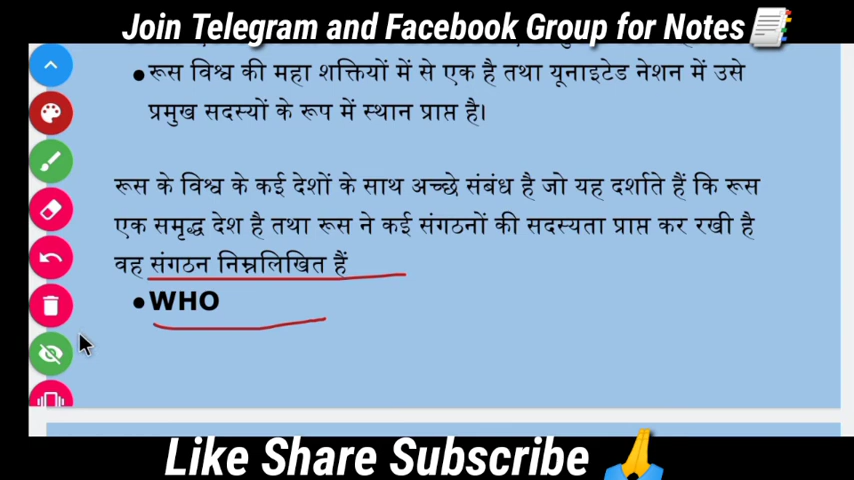 Join Telegram and Facebook Group for Notes
• रूस विश्व की महा शक्तियों में से एक है तथा यूनाइटेड नेशन में उसे
प्रमुख सदस्यों के रूप में स्थान प्राप्त है।
रूस के विश्व के कई देशों के साथ अच्छे संबंध है जो यह दर्शाते हैं कि रूस
एक समृद्ध देश है तथा रूस ने कई संगठनों की सदस्यता प्राप्त कर रखी है
वह संगठन निम्नलिखित हैं
• WHO
Like Share Subscribe